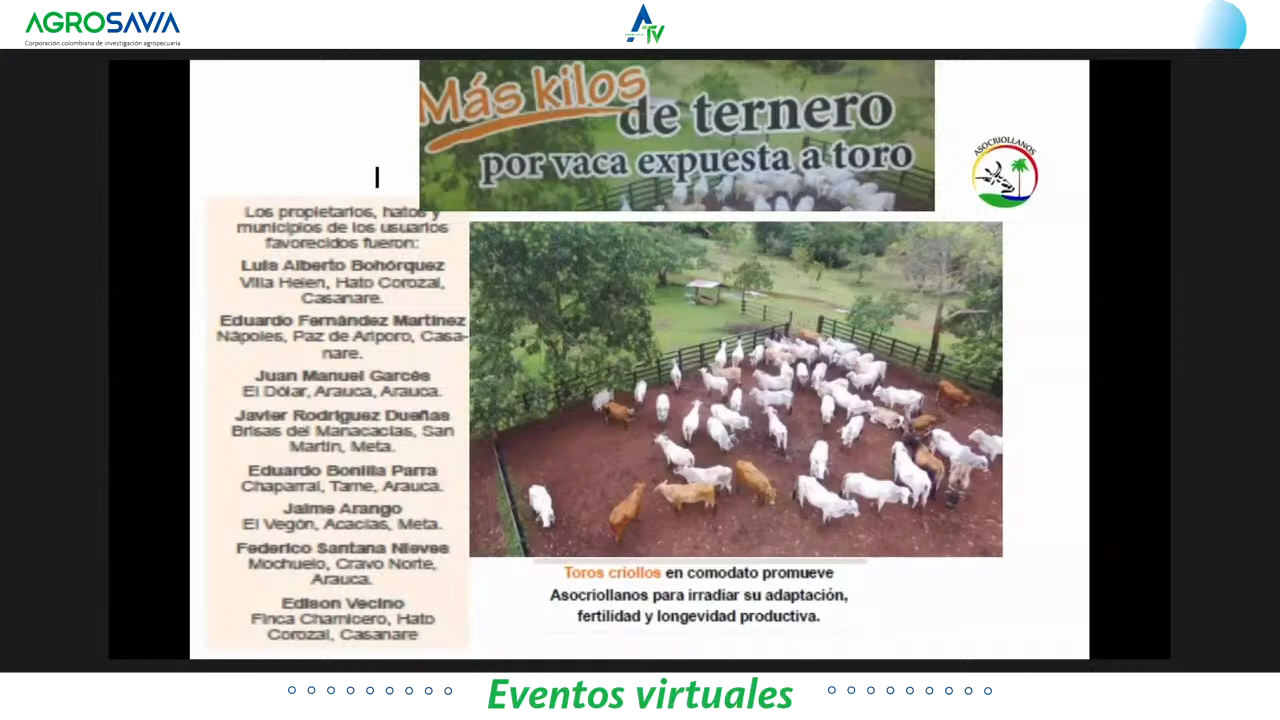 AGROSAVIA
Corporación colombiana de investigación agropecuaria
ATV
Más kilos
de ternero
por vaca expuesta a toro
ASOCRIOLLANOS
Los propietarios, hatos y
municipios de los usuarios
favorecidos fueron:
Luis Alberto Bohórquez
Villa Helen, Hato Corozal,
Casanare.
Eduardo Fernández Martínez
Nápoles, Paz de Ariporo, Casa-
nare.
Juan Manuel Garcés
El Dólar, Arauca, Arauca.
Javier Rodríguez Dueñas
Brisas del Manacacías, San
Martín, Meta.
Eduardo Bonilla Parra
Chaparral, Tame, Arauca.
Jaime Arango
El Vegón, Acacías, Meta.
Federico Santana Nieves
Mochuelo, Cravo Norte,
Arauca.
Edison Vecino
Finca Chamicero, Hato
Corozal, Casanare
Toros criollos en comodato promueve
Asocriollanos para irradiar su adaptación,
fertilidad y longevidad productiva.
Eventos virtuales